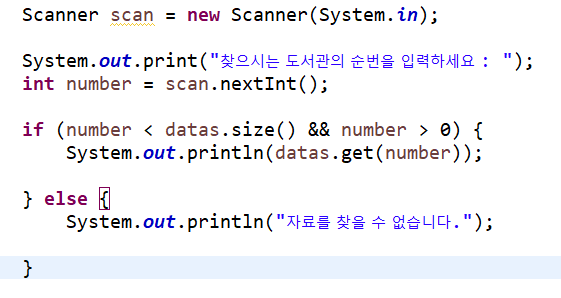 Scanner scan = new Scanner(System.in);
System.out.print("찾으시는 도서관의 순번을 입력하세요 : ");
int number = scan.nextInt();
if (number < datas.size() && number > 0) {
System.out.println(datas.get(number));
} else {
System.out.println("자료를 찾을 수 없습니다.");
}